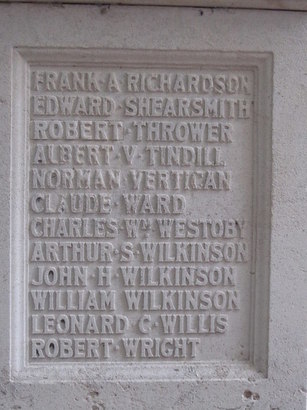 FRANK·A·RICHARDSON
EDWARD·SHEARSMITH
ROBERT·THROWER
ALBERT·V·TINDILL
NORMAN·VERTIGAN
CLAUDE·WARD
CHARLES·Wᴹ·WESTOBY
ARTHUR·S·WILKINSON
JOHN·H·WILKINSON
WILLIAM WILKINSON
LEONARD·G·WILLIS
ROBERT·WRIGHT